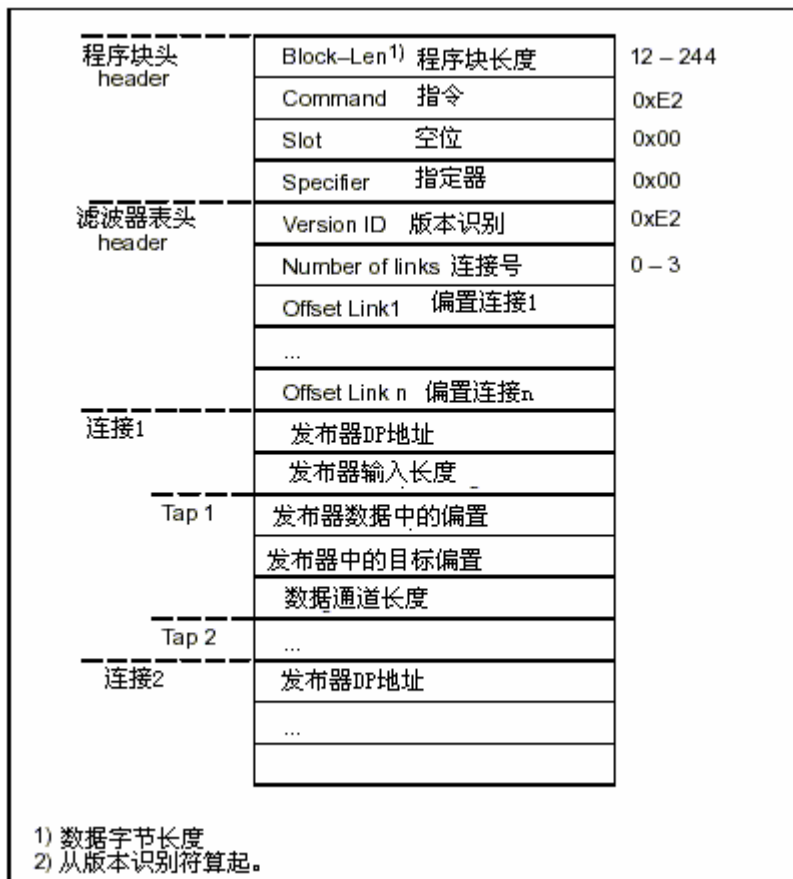 程序块头
header
Block–Len1) 程序块长度 12 – 244
Command 指令 0xE2
Slot 空位 0x00
Specifier 指定器 0x00
滤波器表头
header
Version ID 版本识别 0xE2
Number of links 连接号 0 – 3
Offset Link1 偏置连接1
...
Offset Link n 偏置连接n
连接1
发布器DP地址
发布器输入长度
Tap 1 发布器数据中的偏置
发布器中的目标偏置
数据通道长度
Tap 2 ...
连接2 发布器DP地址
...
1) 数据字节长度
2) 从版本识别符算起。